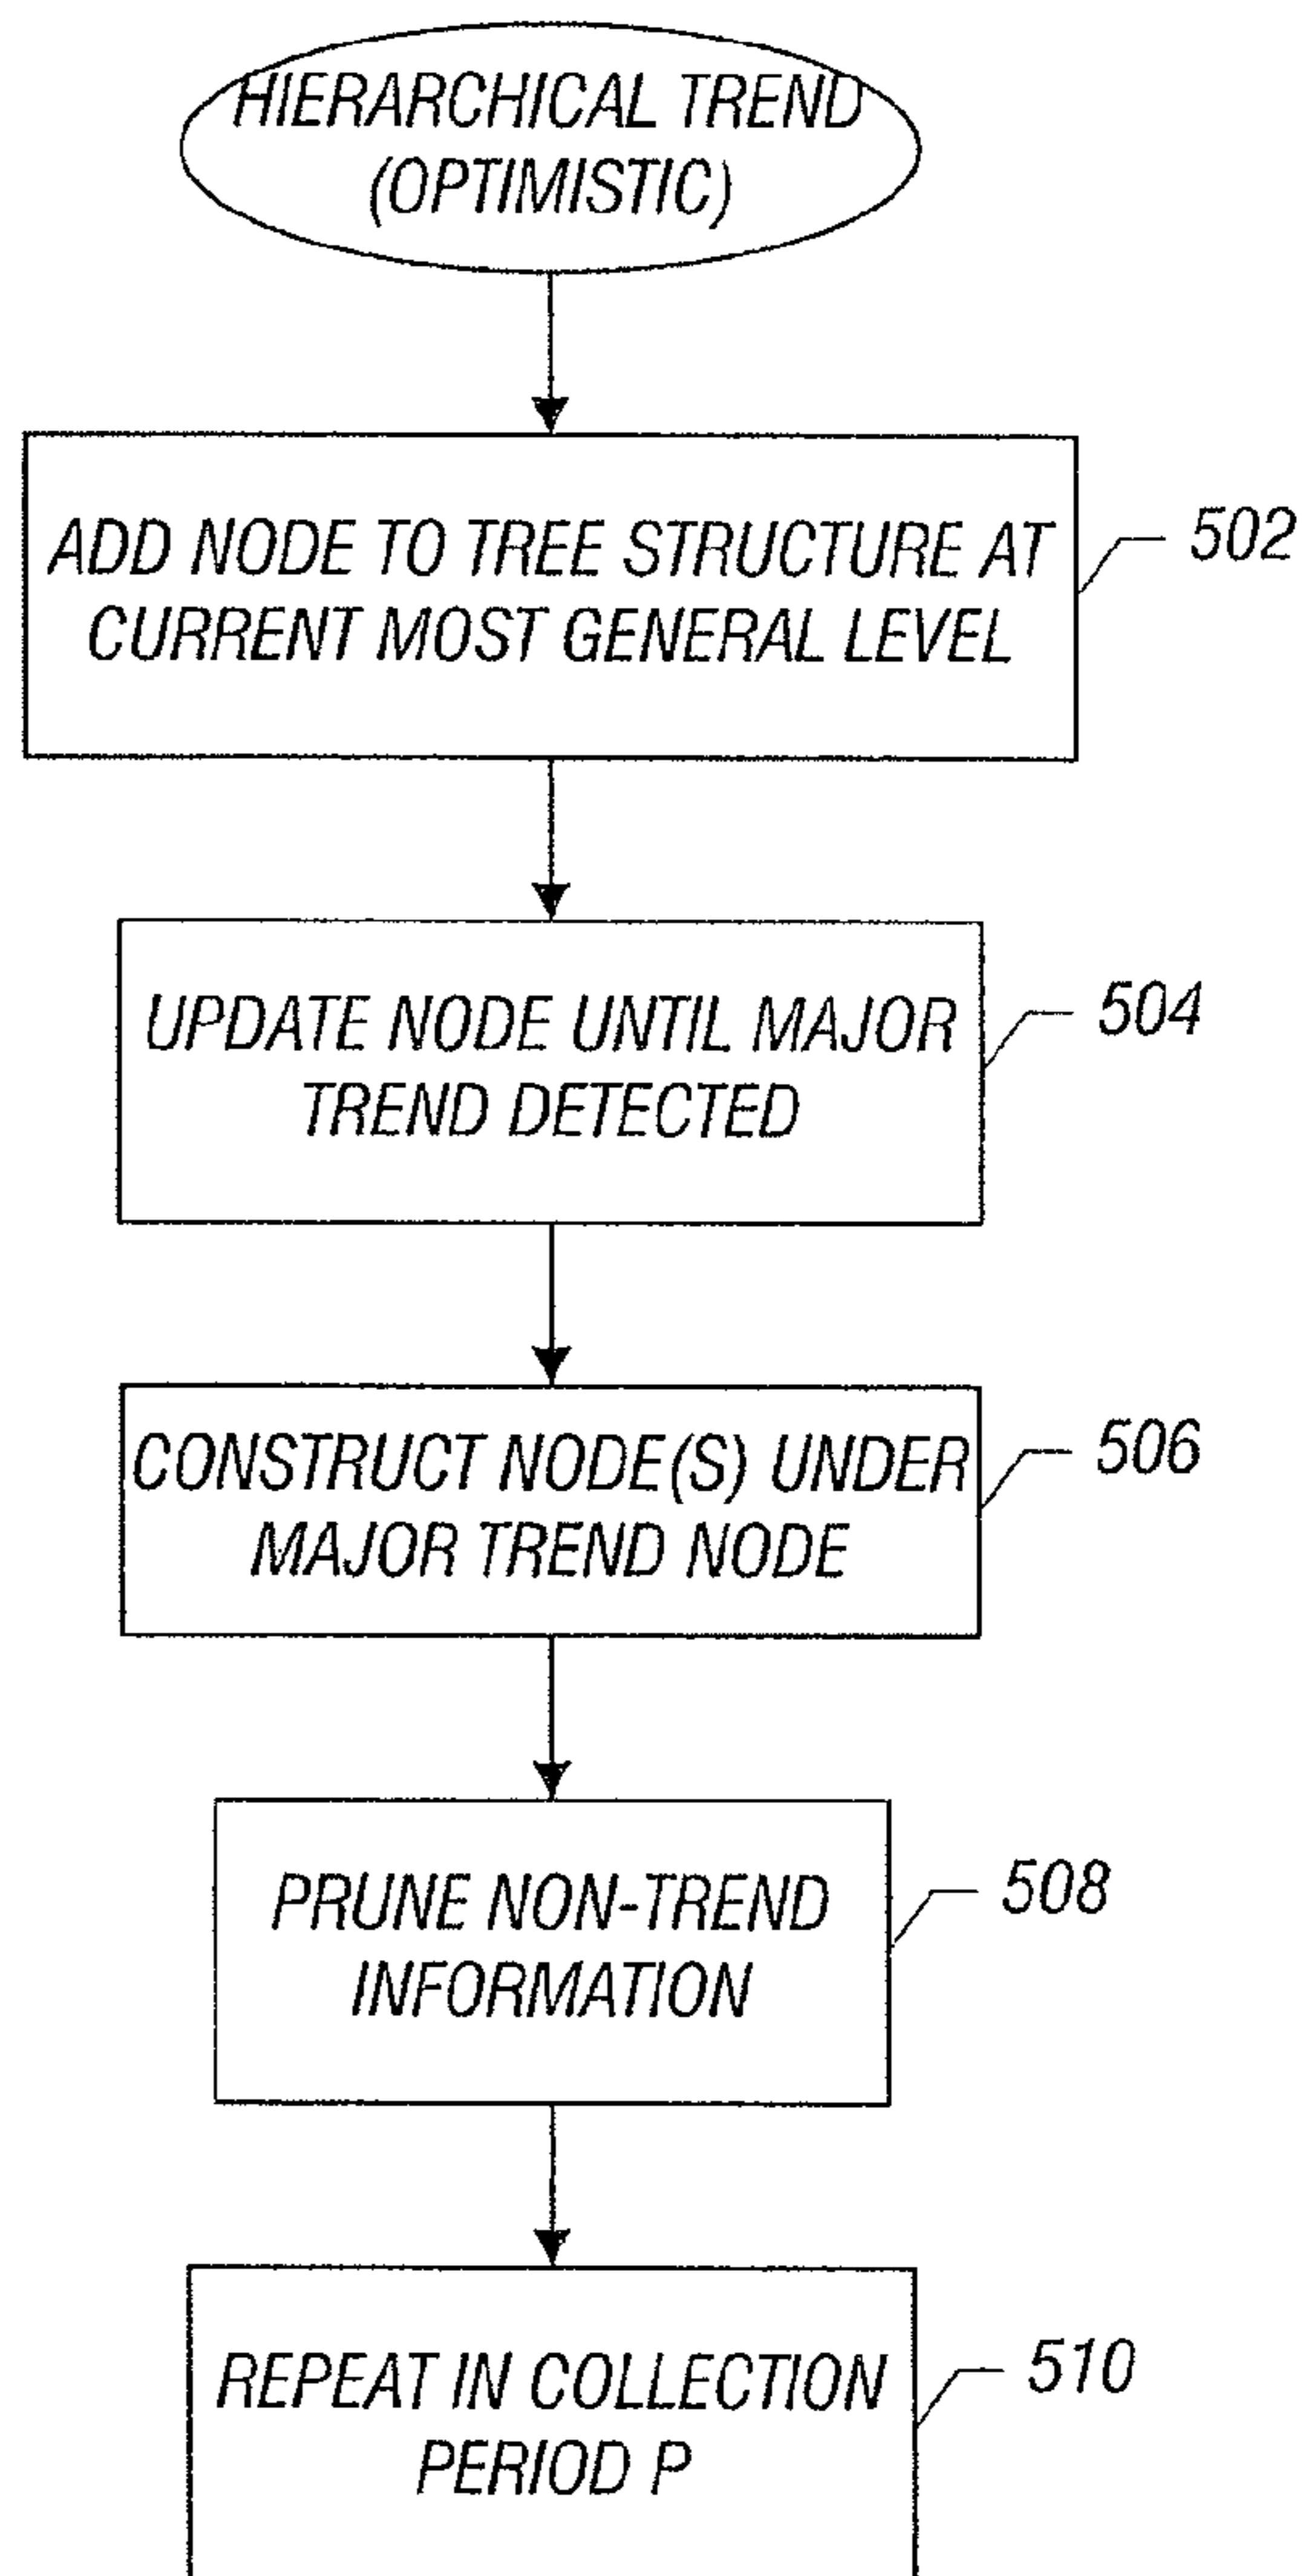 HIERARCHICAL TREND
(OPTIMISTIC)
ADD NODE TO TREE STRUCTURE AT
CURRENT MOST GENERAL LEVEL
502
UPDATE NODE UNTIL MAJOR
TREND DETECTED
504
CONSTRUCT NODE(S) UNDER
MAJOR TREND NODE
506
PRUNE NON-TREND
INFORMATION
508
REPEAT IN COLLECTION
PERIOD P
510